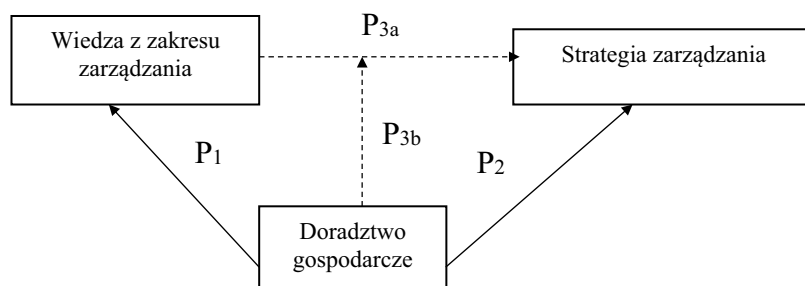 P3a
Wiedza z zakresu
zarządzania
Strategia zarządzania
P3b
P1
P2
Doradztwo
gospodarcze